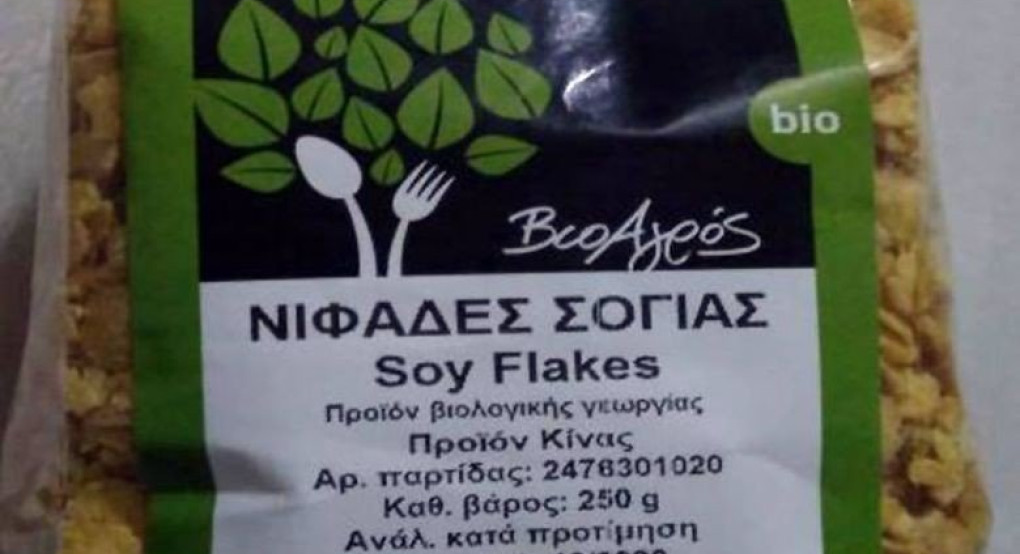 bio
ΒιοΑγρός
ΝΙΦΑΔΕΣ ΣΟΓΙΑΣ
Soy Flakes
Προϊόν βιολογικής γεωργίας
Προϊόν Κίνας
Αρ. παρτίδας: 2476301020
Καθ. βάρος: 250 g
Ανάλ. κατά προτίμηση